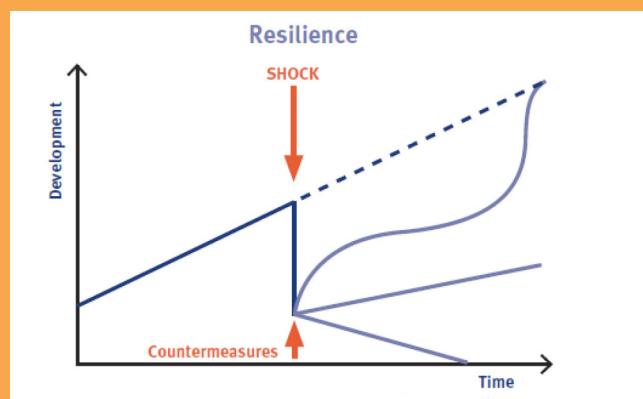 Resilience
SHOCK
Development
Countermeasures
Time